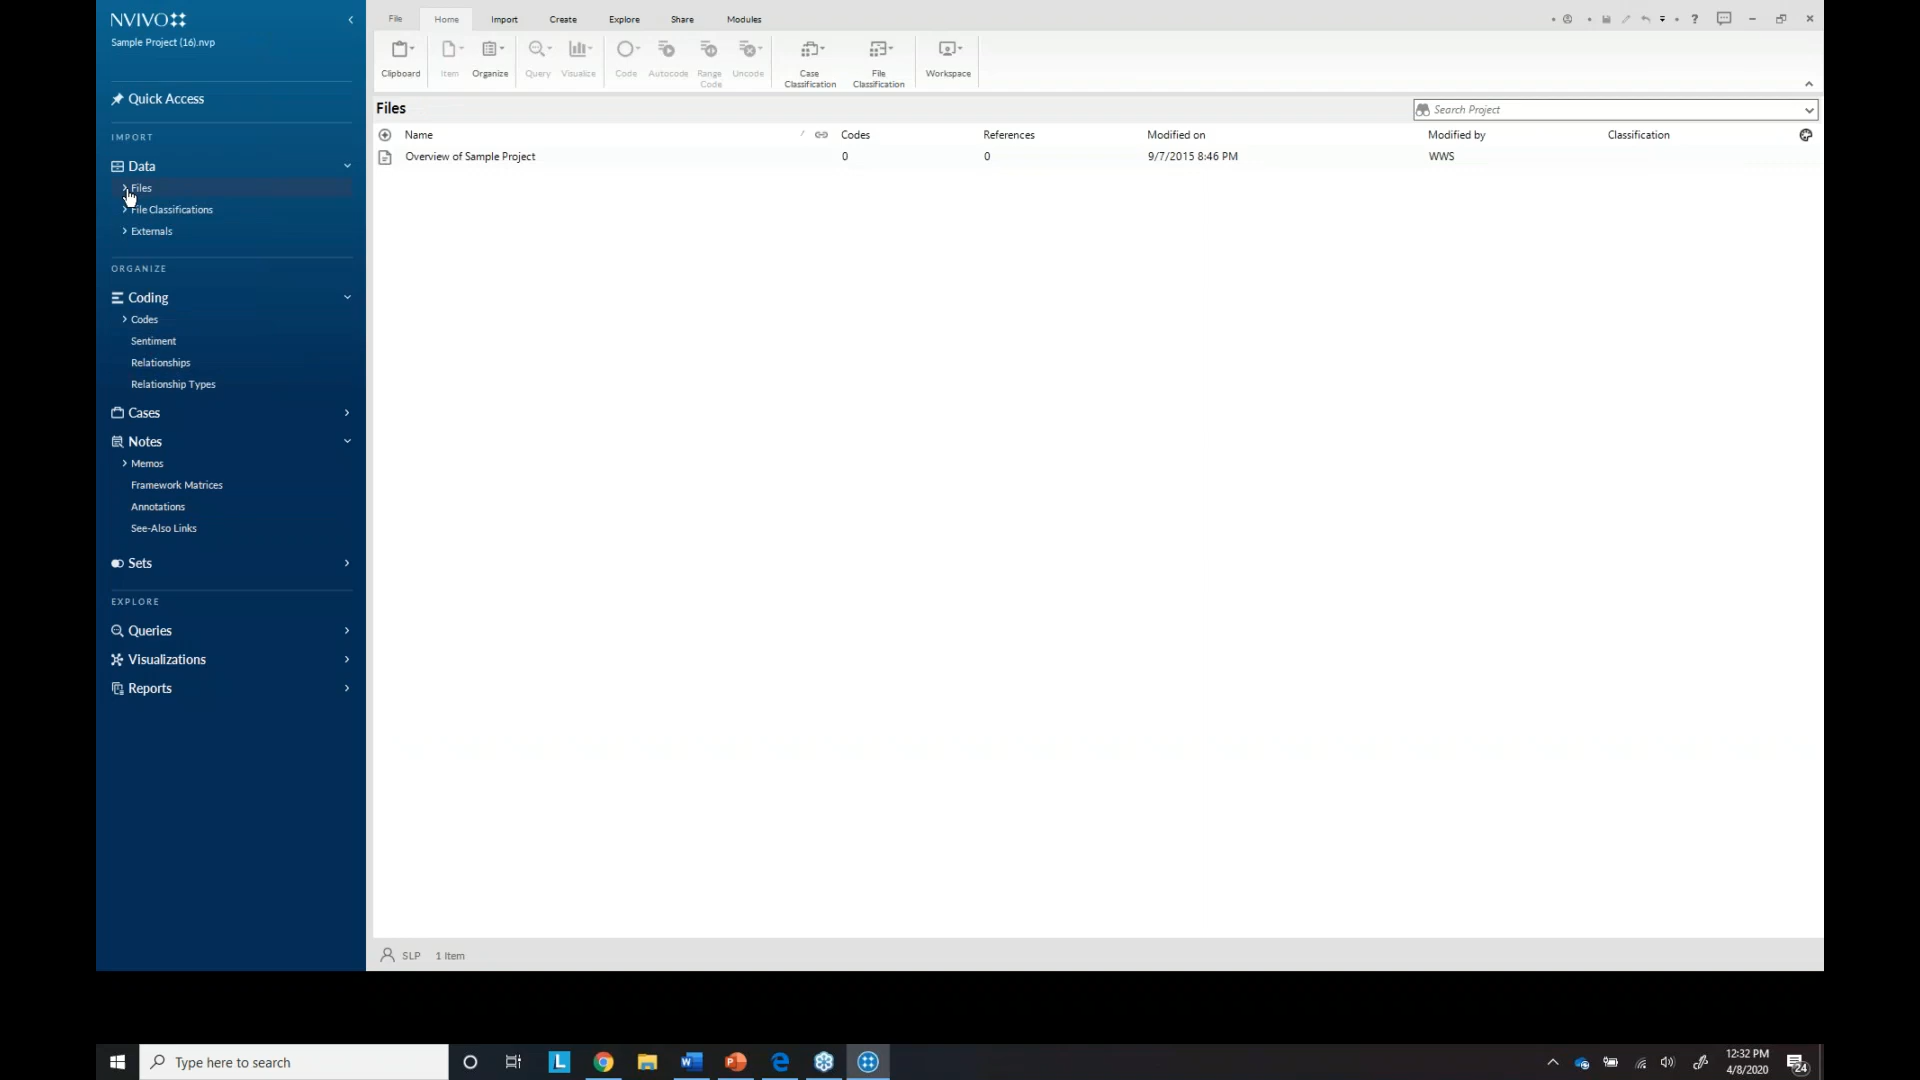 NVIVO
Sample Project (16).nvp
Quick Access
IMPORT
Data
Files
File Classifications
Externals
ORGANIZE
Coding
Codes
Sentiment
Relationships
Relationship Types
Cases
Notes
Memos
Framework Matrices
Annotations
See-Also Links
Sets
EXPLORE
Queries
Visualizations
Reports
File Home Import Create Explore Share Modules
Clipboard Item Organize Query Visualize Code Autocode Range Code Uncode Case Classification File Classification Workspace
Files
Search Project
Name Codes References Modified on Modified by Classification
Overview of Sample Project 0 0 9/7/2015 8:46 PM WWS
SLP 1 Item
Type here to search
12:32 PM
4/8/2020
24